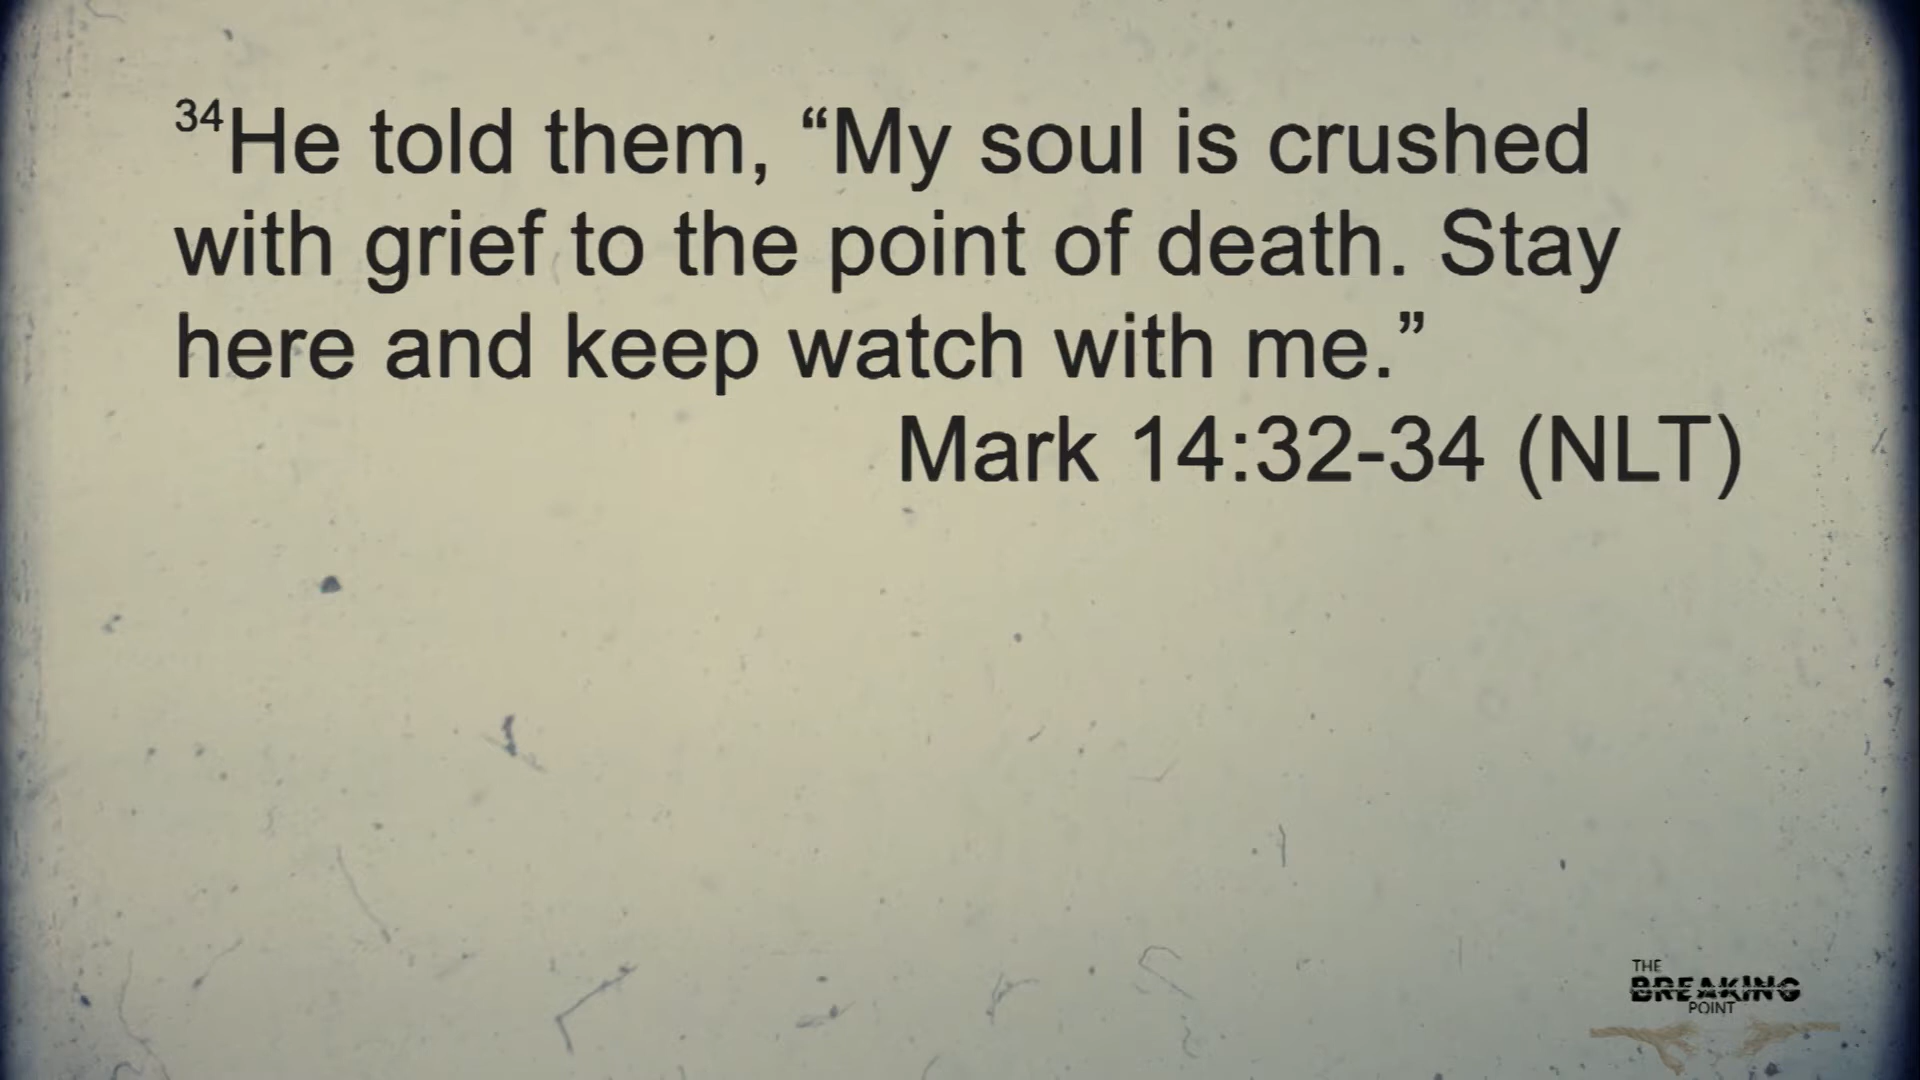 34He told them, “My soul is crushed
with grief to the point of death. Stay
here and keep watch with me.”
Mark 14:32-34 (NLT)
THE
BREAKING
POINT